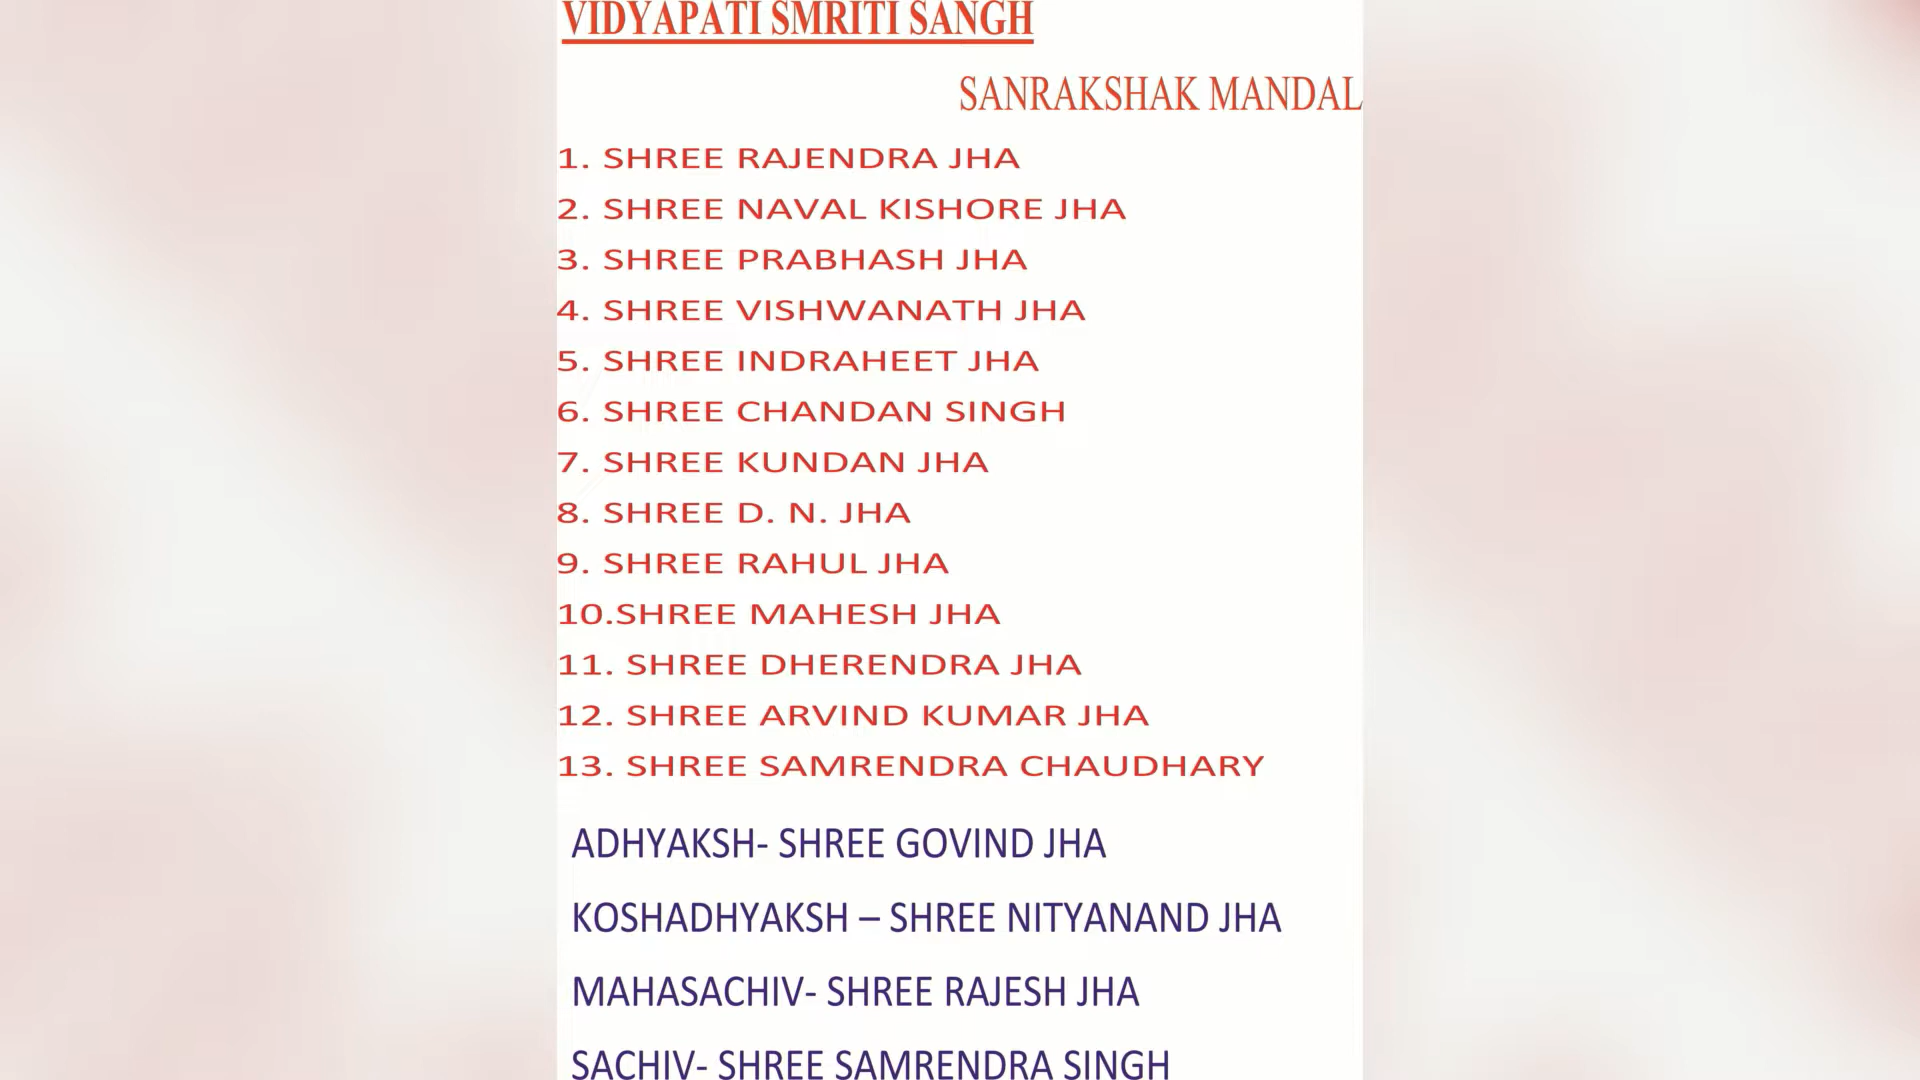 VIDYAPATI SMRITI SANGH
SANRAKSHAK MANDAL
1. SHREE RAJENDRA JHA
2. SHREE NAVAL KISHORE JHA
3. SHREE PRABHASH JHA
4. SHREE VISHWANATH JHA
5. SHREE INDRAHEET JHA
6. SHREE CHANDAN SINGH
7. SHREE KUNDAN JHA
8. SHREE D. N. JHA
9. SHREE RAHUL JHA
10.SHREE MAHESH JHA
11. SHREE DHERENDRA JHA
12. SHREE ARVIND KUMAR JHA
13. SHREE SAMRENDRA CHAUDHARY
ADHYAKSH- SHREE GOVIND JHA
KOSHADHYAKSH – SHREE NITYANAND JHA
MAHASACHIV- SHREE RAJESH JHA
SACHIV- SHREE SAMRENDRA SINGH